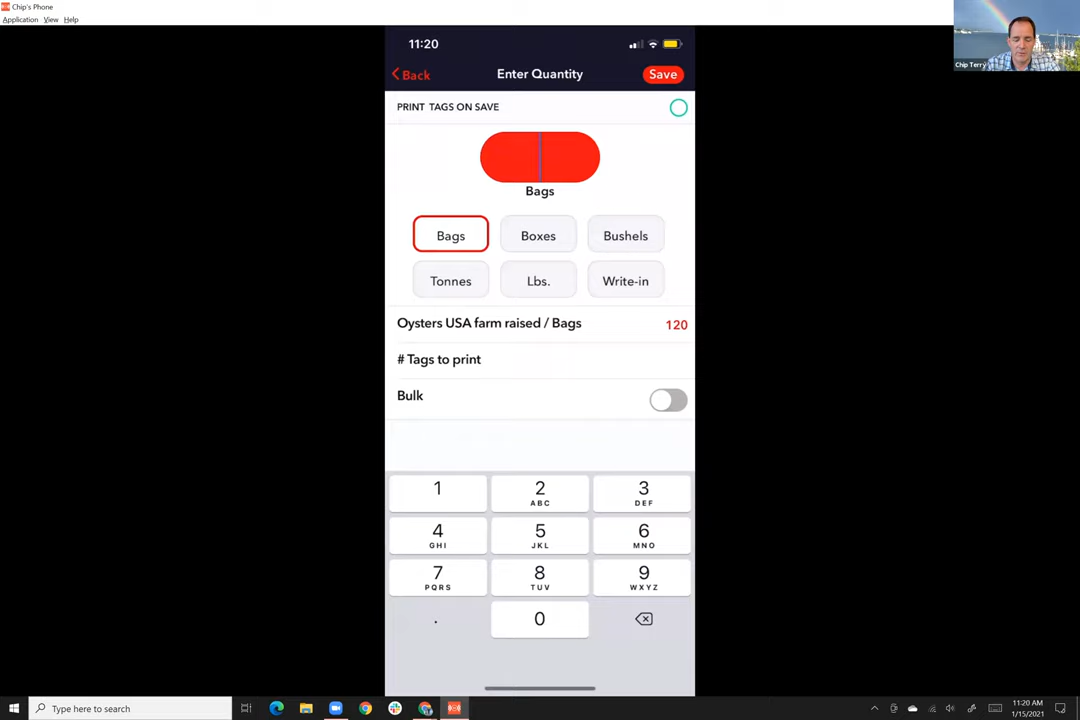 Chip's Phone
Application View Help
11:20
Back
Enter Quantity
Save
Chip Terry
PRINT TAGS ON SAVE
Bags
Bags Boxes Bushels
Tonnes Lbs. Write-in
Oysters USA farm raised / Bags 120
# Tags to print
Bulk
1 2 3
ABC DEF
4 5 6
GHI JKL MNO
7 8 9
PQRS TUV WXYZ
. 0
Type here to search
11:20 AM
1/15/2021